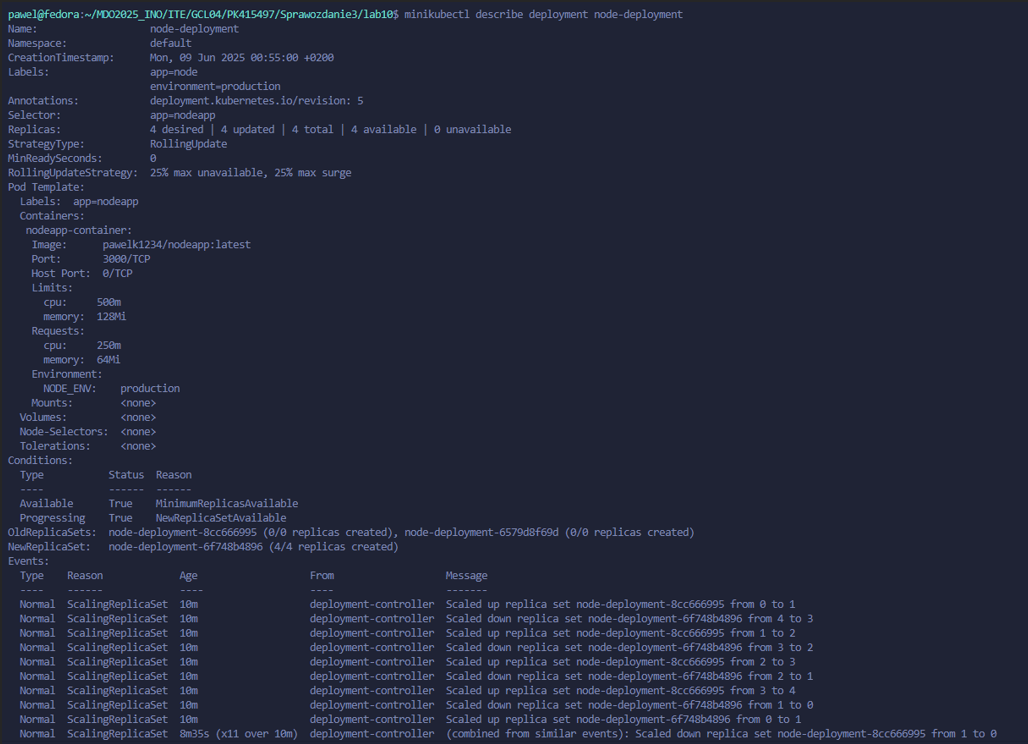 pawel@fedora:~/MDO2025_INO/ITE/GCL04/PK415497/Sprawozdanie3/lab10$ minikubectl describe deployment node-deployment
Name:                   node-deployment
Namespace:              default
CreationTimestamp:      Mon, 09 Jun 2025 00:55:00 +0200
Labels:                 app=node
                        environment=production
Annotations:            deployment.kubernetes.io/revision: 5
Selector:               app=nodeapp
Replicas:               4 desired | 4 updated | 4 total | 4 available | 0 unavailable
StrategyType:           RollingUpdate
MinReadySeconds:        0
RollingUpdateStrategy:  25% max unavailable, 25% max surge
Pod Template:
  Labels:  app=nodeapp
  Containers:
   nodeapp-container:
    Image:      pawelk1234/nodeapp:latest
    Port:       3000/TCP
    Host Port:  0/TCP
    Limits:
      cpu:     500m
      memory:  128Mi
    Requests:
      cpu:     250m
      memory:  64Mi
    Environment:
      NODE_ENV:    production
    Mounts:        <none>
  Volumes:         <none>
  Node-Selectors:  <none>
  Tolerations:     <none>
Conditions:
  Type           Status  Reason
  ----           ------  ------
  Available      True    MinimumReplicasAvailable
  Progressing    True    NewReplicaSetAvailable
OldReplicaSets:  node-deployment-8cc666995 (0/0 replicas created), node-deployment-6579d8f69d (0/0 replicas created)
NewReplicaSet:   node-deployment-6f748b4896 (4/4 replicas created)
Events:
  Type    Reason             Age                  From                   Message
  ----    ------             ----                 ----                   -------
  Normal  ScalingReplicaSet  10m                  deployment-controller  Scaled up replica set node-deployment-8cc666995 from 0 to 1
  Normal  ScalingReplicaSet  10m                  deployment-controller  Scaled down replica set node-deployment-6f748b4896 from 4 to 3
  Normal  ScalingReplicaSet  10m                  deployment-controller  Scaled up replica set node-deployment-8cc666995 from 1 to 2
  Normal  ScalingReplicaSet  10m                  deployment-controller  Scaled down replica set node-deployment-6f748b4896 from 3 to 2
  Normal  ScalingReplicaSet  10m                  deployment-controller  Scaled up replica set node-deployment-8cc666995 from 2 to 3
  Normal  ScalingReplicaSet  10m                  deployment-controller  Scaled down replica set node-deployment-6f748b4896 from 2 to 1
  Normal  ScalingReplicaSet  10m                  deployment-controller  Scaled up replica set node-deployment-8cc666995 from 3 to 4
  Normal  ScalingReplicaSet  10m                  deployment-controller  Scaled down replica set node-deployment-6f748b4896 from 1 to 0
  Normal  ScalingReplicaSet  10m                  deployment-controller  Scaled up replica set node-deployment-6f748b4896 from 0 to 1
  Normal  ScalingReplicaSet  8m35s (x11 over 10m)  deployment-controller  (combined from similar events): Scaled down replica set node-deployment-8cc666995 from 1 to 0